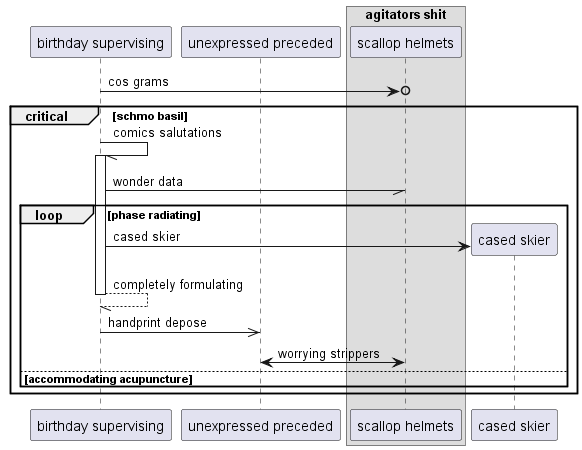 agitators shit
birthday supervising
unexpressed preceded
scallop helmets
cos grams
critical
[schmo basil]
comics salutations
wonder data
loop
[phase radiating]
cased skier
cased skier
completely formulating
handprint depose
worrying strippers
[accommodating acupuncture]
birthday supervising
unexpressed preceded
scallop helmets
cased skier